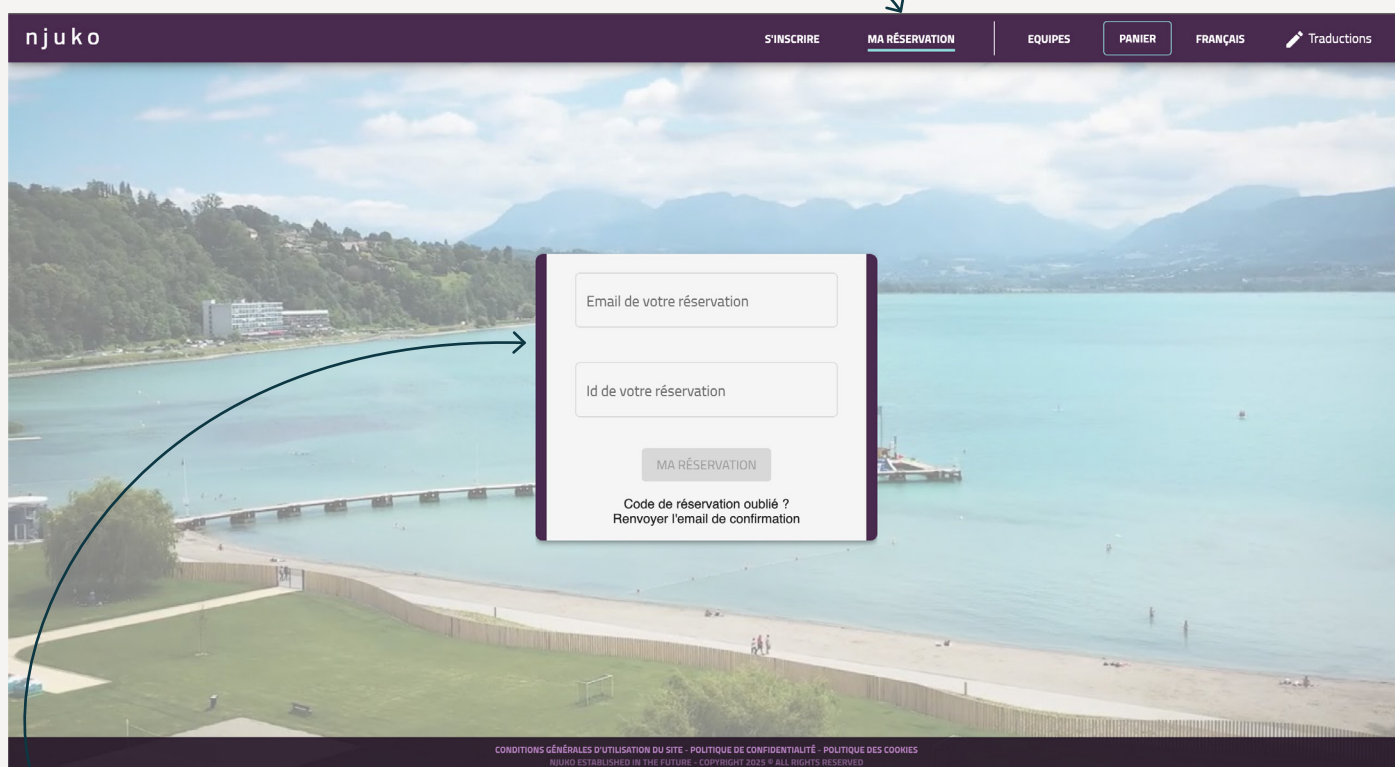 njuko
S'INSCRIRE MA RÉSERVATION EQUIPES PANIER FRANÇAIS Traductions
Email de votre réservation
Id de votre réservation
MA RÉSERVATION
Code de réservation oublié ?
Renvoyer l'email de confirmation
CONDITIONS GÉNÉRALES D'UTILISATION DU SITE - POLITIQUE DE CONFIDENTIALITÉ - POLITIQUE DES COOKIES
NJUKO ESTABLISHED IN THE FUTURE - COPYRIGHT 2025 © ALL RIGHTS RESERVED